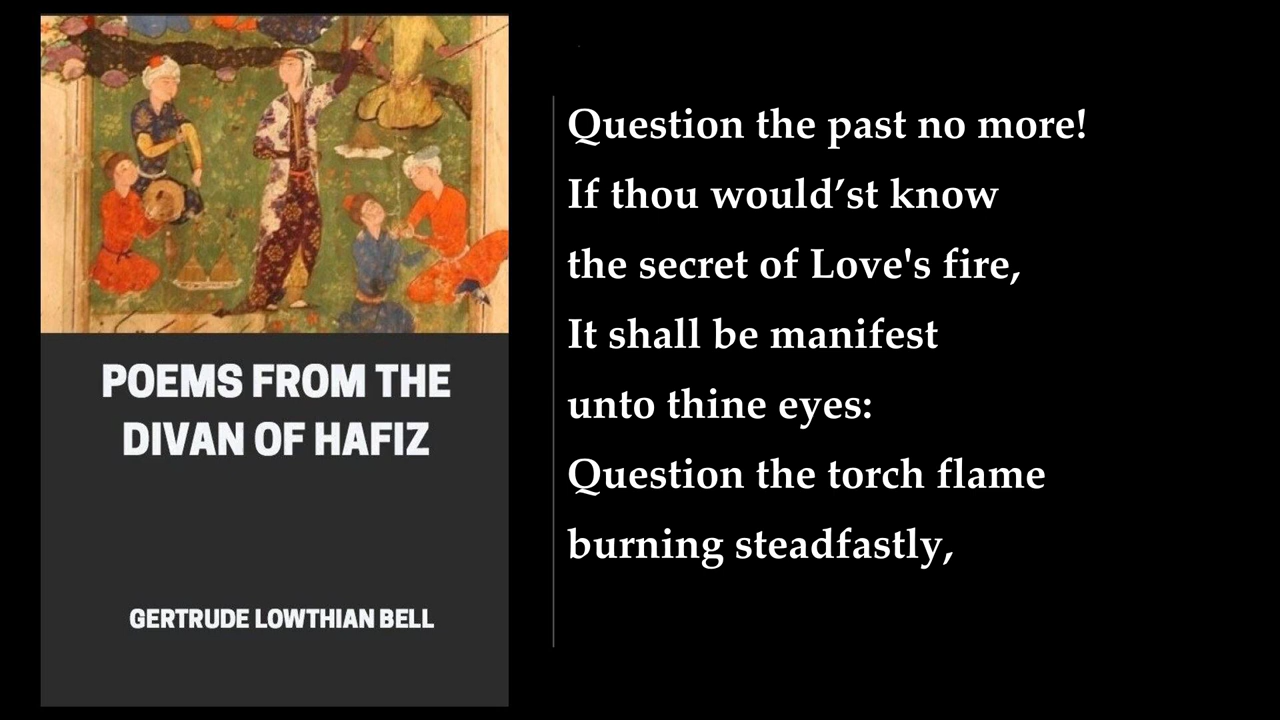 POEMS FROM THE
DIVAN OF HAFIZ
GERTRUDE LOWTHIAN BELL
Question the past no more!
If thou would’st know
the secret of Love's fire,
It shall be manifest
unto thine eyes:
Question the torch flame
burning steadfastly,